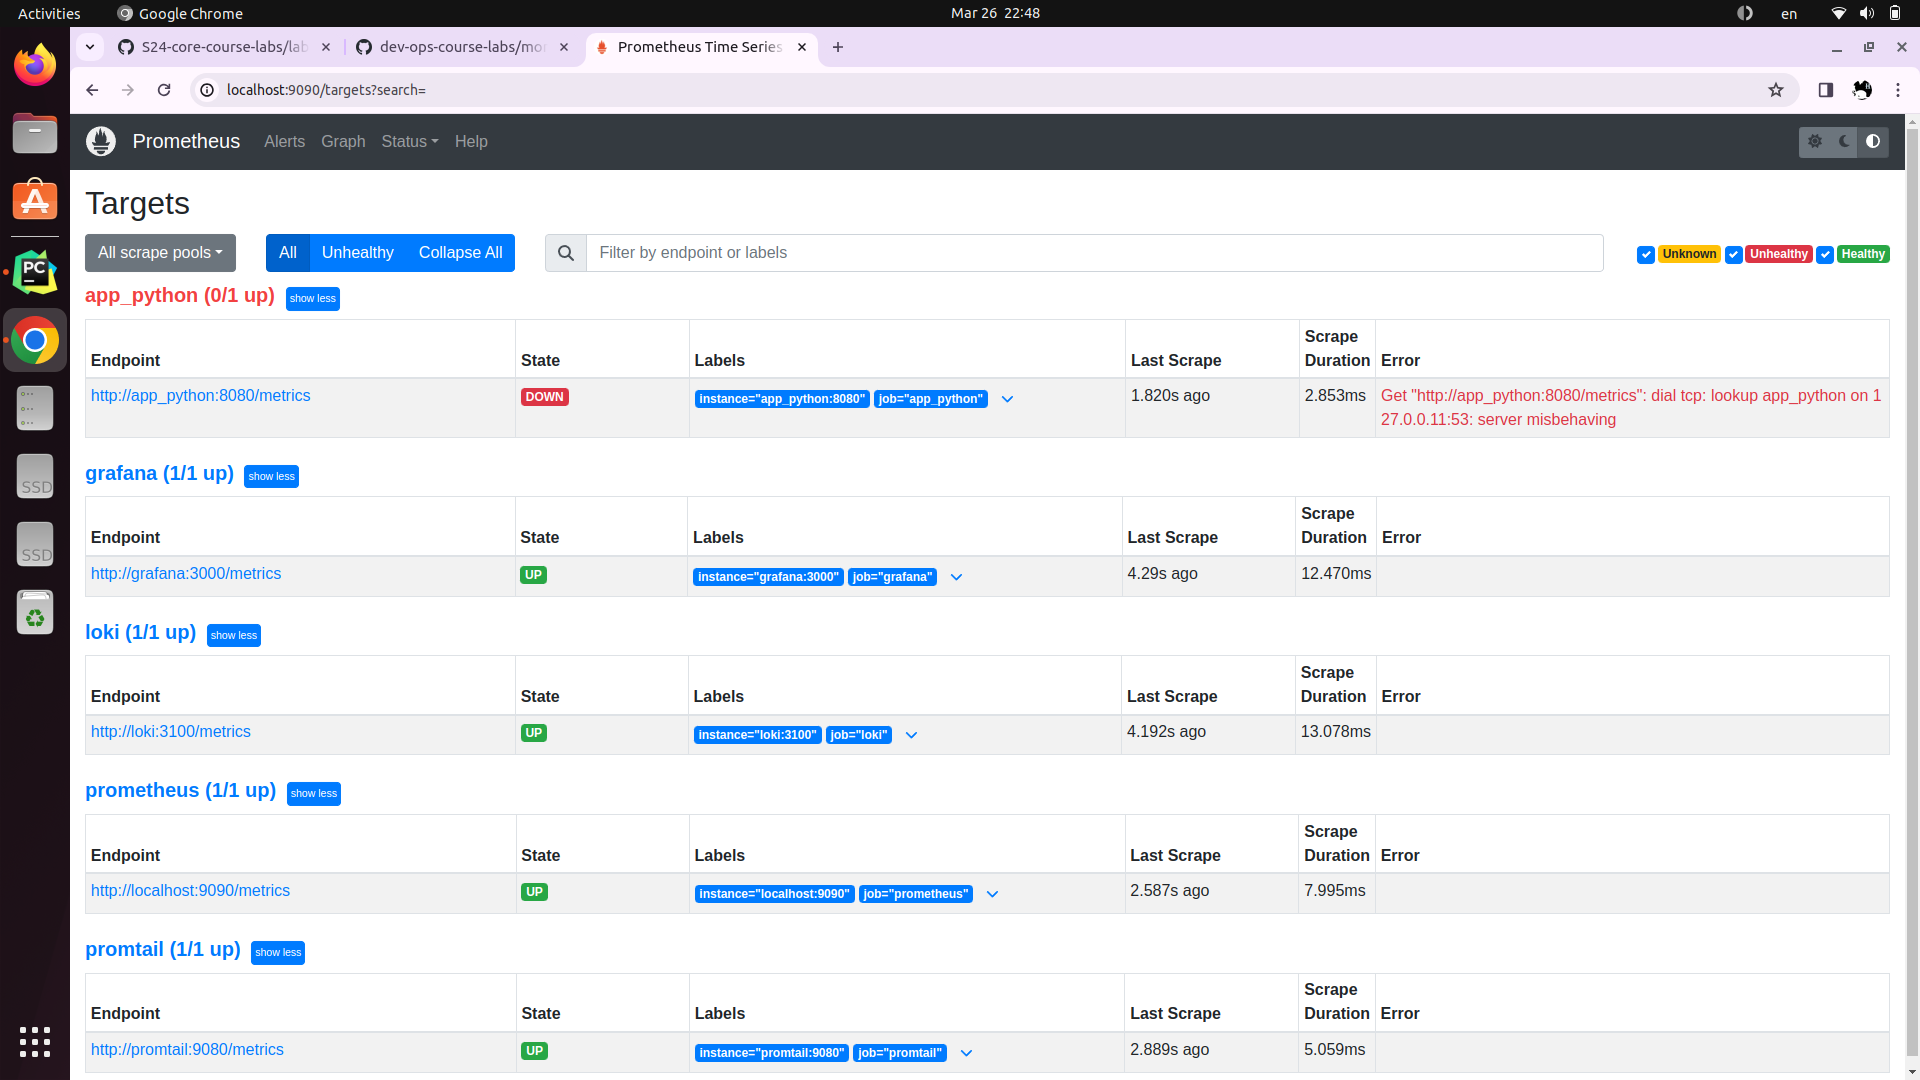 Activities
Google Chrome
Mar 26 22:48
en
S24-core-course-labs/lab
dev-ops-course-labs/mon
Prometheus Time Series
localhost:9090/targets?search=
Prometheus
Alerts
Graph
Status
Help
Targets
All scrape pools
All
Unhealthy
Collapse All
Filter by endpoint or labels
Unknown
Unhealthy
Healthy
app_python (0/1 up)
show less
Endpoint
State
Labels
Last Scrape
Scrape Duration
Error
http://app_python:8080/metrics
DOWN
instance="app_python:8080"
job="app_python"
1.820s ago
2.853ms
Get "http://app_python:8080/metrics": dial tcp: lookup app_python on 1
27.0.0.11:53: server misbehaving
grafana (1/1 up)
show less
Endpoint
State
Labels
Last Scrape
Scrape Duration
Error
http://grafana:3000/metrics
UP
instance="grafana:3000"
job="grafana"
4.29s ago
12.470ms
loki (1/1 up)
show less
Endpoint
State
Labels
Last Scrape
Scrape Duration
Error
http://loki:3100/metrics
UP
instance="loki:3100"
job="loki"
4.192s ago
13.078ms
prometheus (1/1 up)
show less
Endpoint
State
Labels
Last Scrape
Scrape Duration
Error
http://localhost:9090/metrics
UP
instance="localhost:9090"
job="prometheus"
2.587s ago
7.995ms
promtail (1/1 up)
show less
Endpoint
State
Labels
Last Scrape
Scrape Duration
Error
http://promtail:9080/metrics
UP
instance="promtail:9080"
job="promtail"
2.889s ago
5.059ms
PC
SSD
SSD